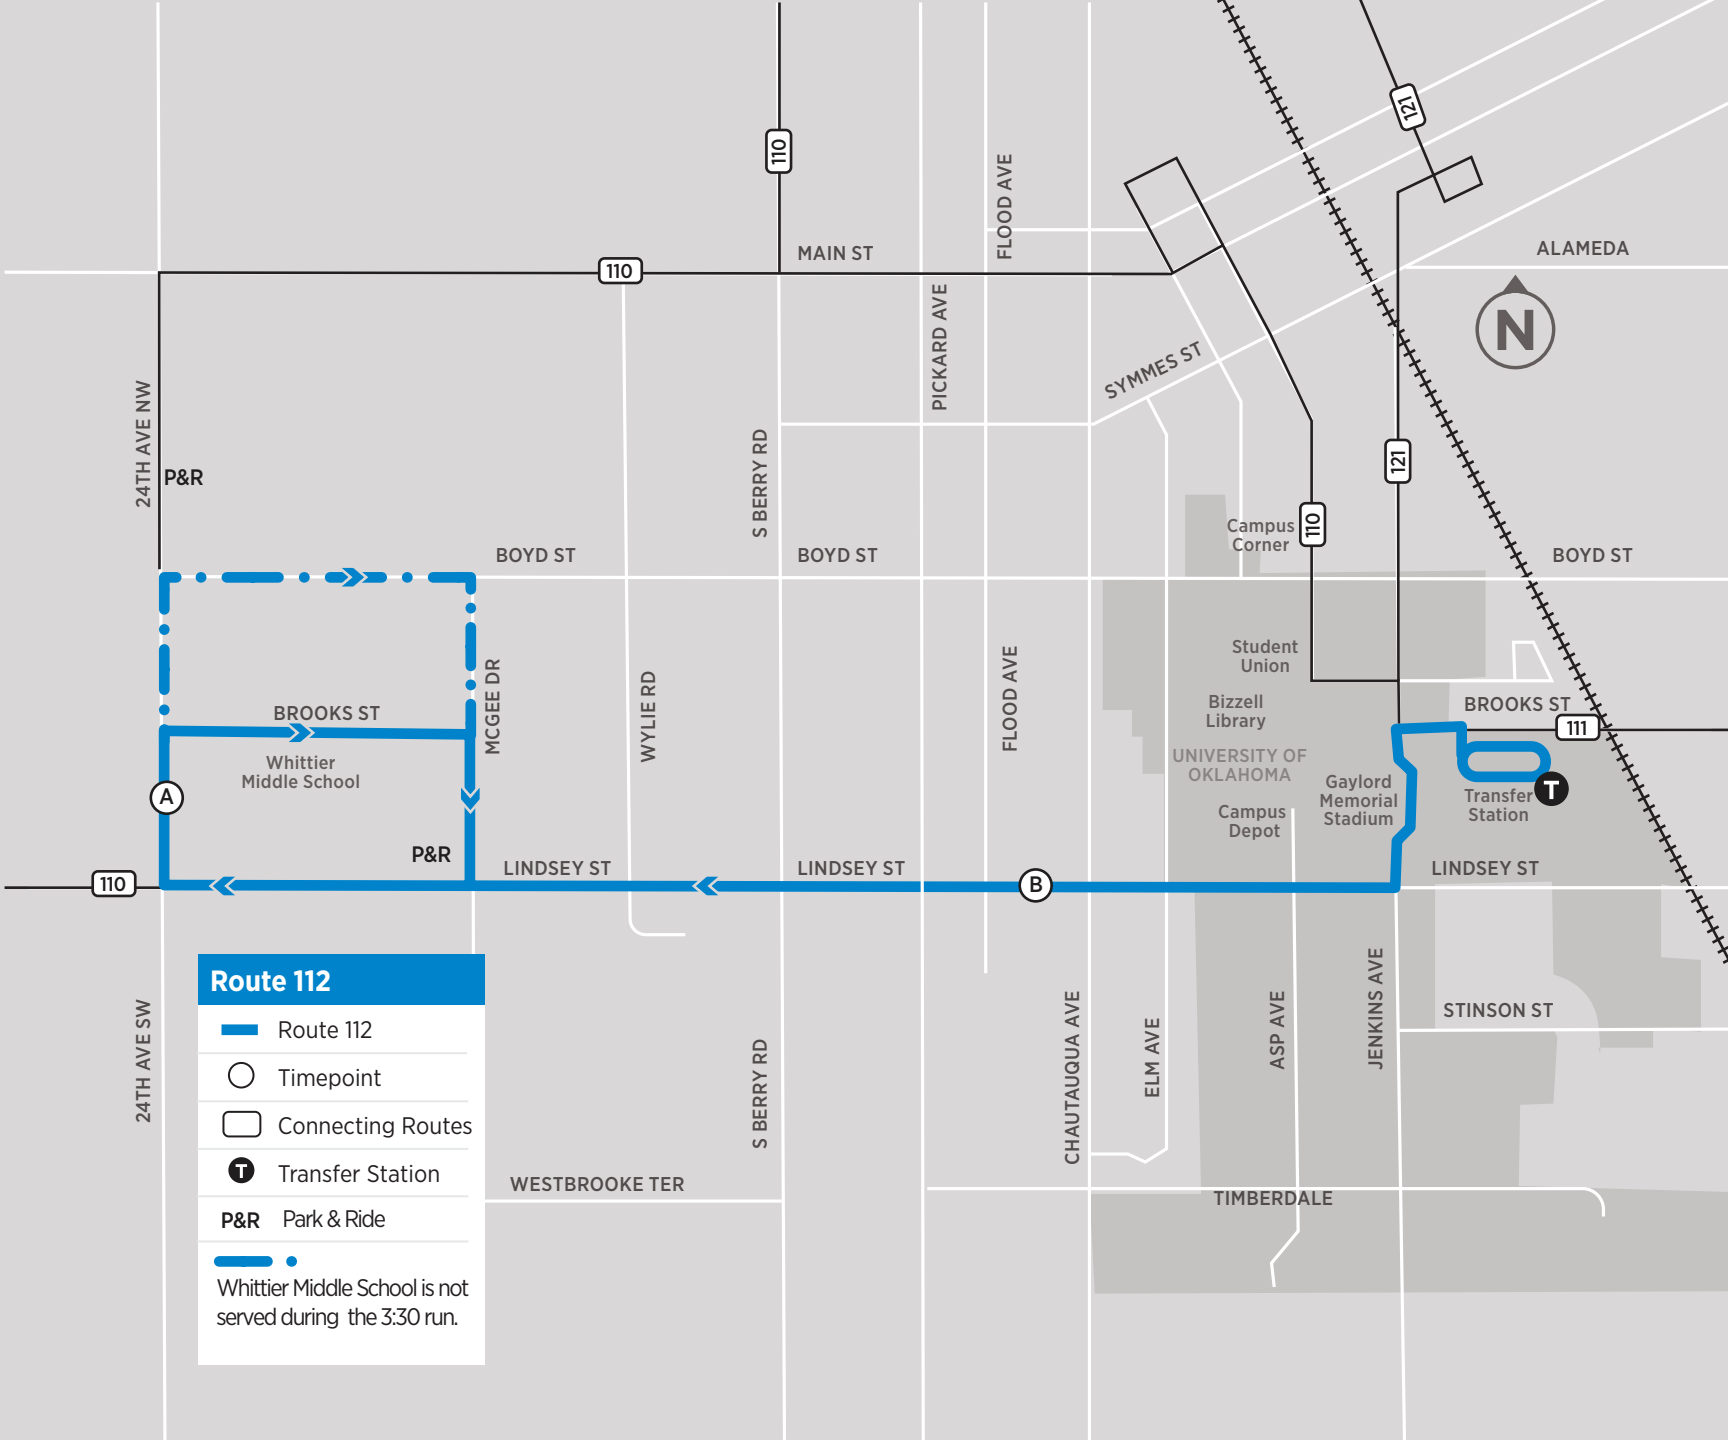 121
110
FLOOD AVE
MAIN ST
ALAMEDA
110
PICKARD AVE
N
SYMMES ST
24TH AVE NW
P&R
S BERRY RD
121
110
Campus
Corner
BOYD ST
BOYD ST
BOYD ST
MCGEE DR
WYLIE RD
FLOOD AVE
Student
Union
BROOKS ST
Bizzell
Library
BROOKS ST
111
Whittier
Middle School
UNIVERSITY OF
OKLAHOMA
A
Gaylord
Memorial
Stadium
Transfer
Station
T
Campus
Depot
P&R
LINDSEY ST
LINDSEY ST
LINDSEY ST
110
B
24TH AVE SW
S BERRY RD
CHAUTAUQUA AVE
ELM AVE
ASP AVE
JENKINS AVE
STINSON ST
WESTBROOKE TER
TIMBERDALE
Route 112
Route 112
Timepoint
Connecting Routes
T Transfer Station
P&R Park & Ride
Whittier Middle School is not
served during the 3:30 run.